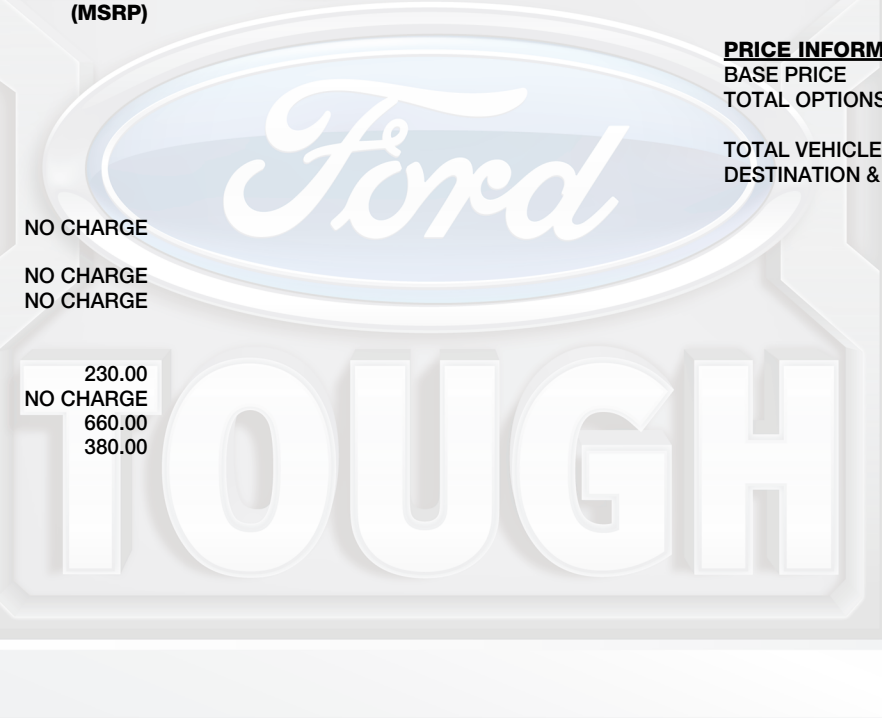 (MSRP)
NO CHARGE
NO CHARGE
NO CHARGE
230.00
NO CHARGE
660.00
380.00
PRICE INFORM
BASE PRICE
TOTAL OPTIONS
TOTAL VEHICLE
DESTINATION &
Ford
TOUGH